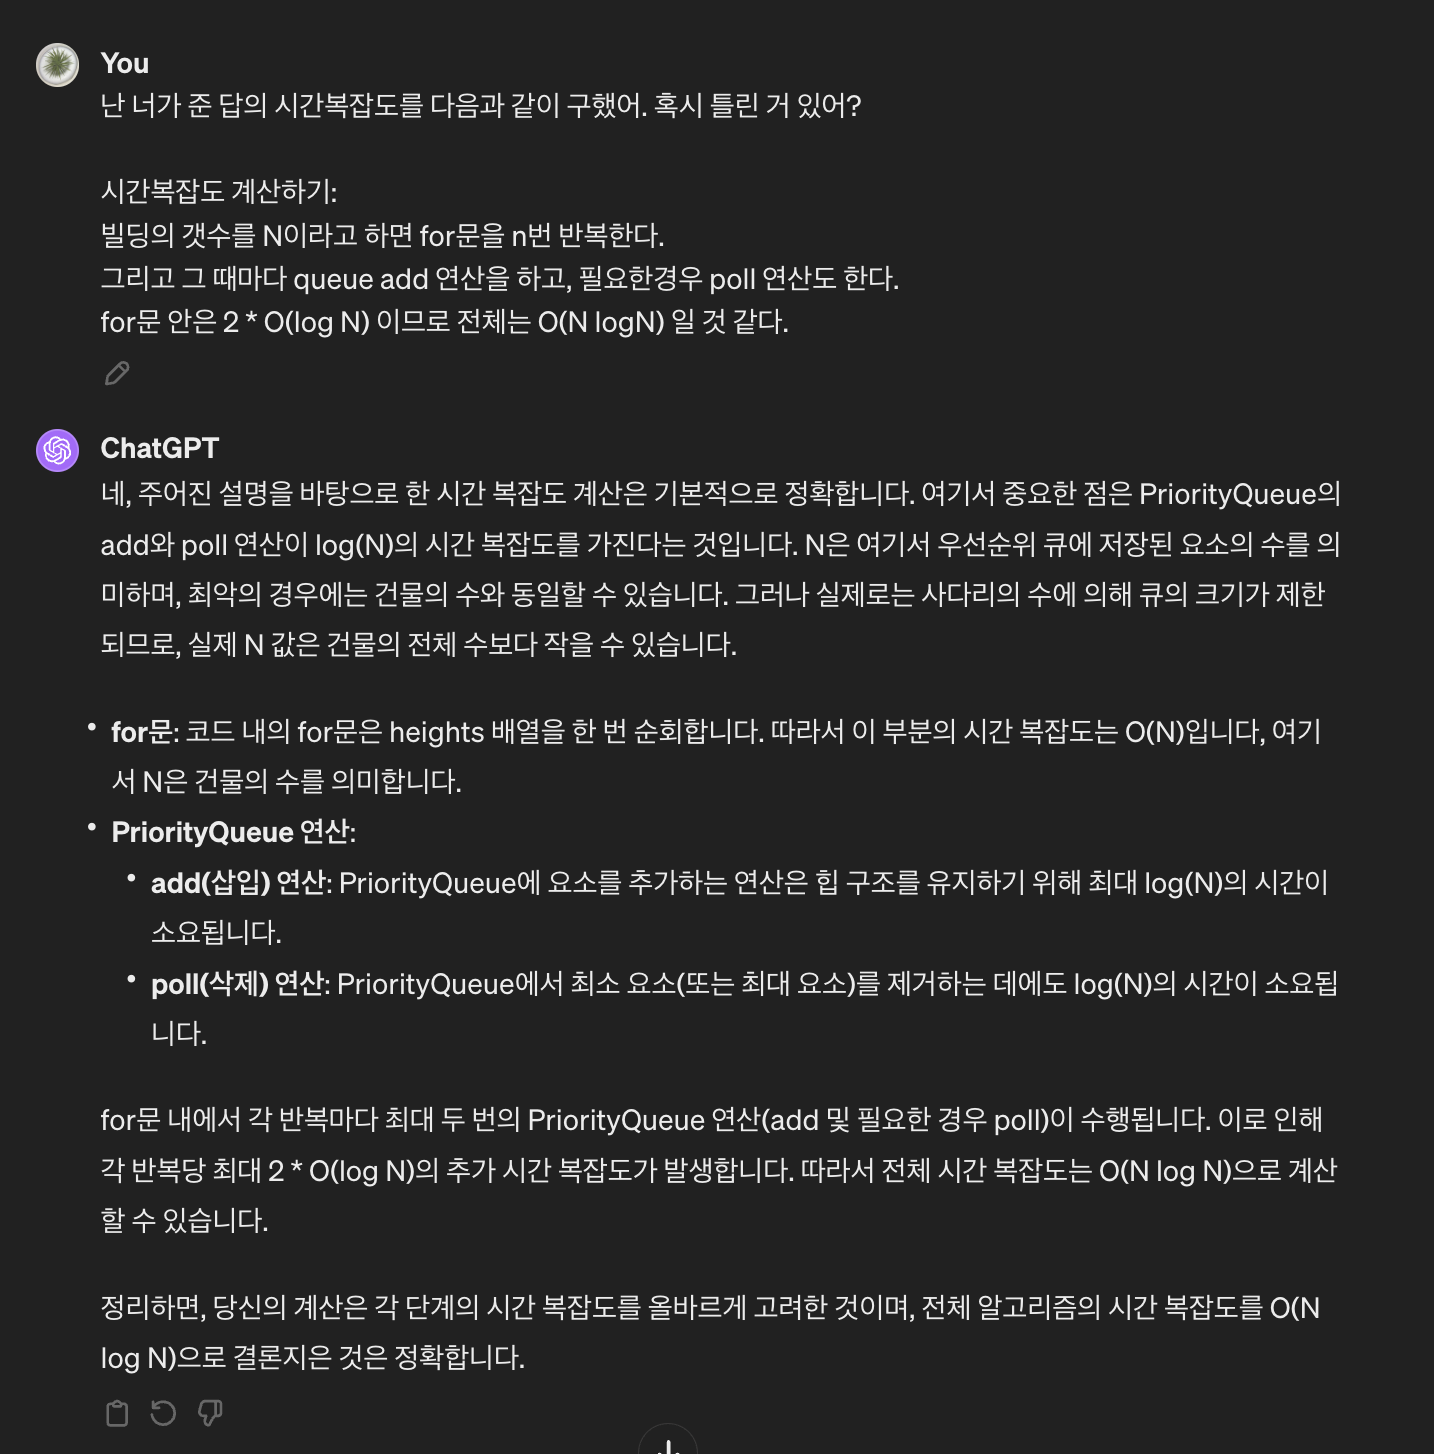 You
난 너가 준 답의 시간복잡도를 다음과 같이 구했어. 혹시 틀린 거 있어?
시간복잡도 계산하기:
빌딩의 갯수를 N이라고 하면 for문을 n번 반복한다.
그리고 그 때마다 queue add 연산을 하고, 필요한경우 poll 연산도 한다.
for문 안은 2 * O(log N) 이므로 전체는 O(N logN) 일 것 같다.
ChatGPT
네, 주어진 설명을 바탕으로 한 시간 복잡도 계산은 기본적으로 정확합니다. 여기서 중요한 점은 PriorityQueue의
add와 poll 연산이 log(N)의 시간 복잡도를 가진다는 것입니다. N은 여기서 우선순위 큐에 저장된 요소의 수를 의
미하며, 최악의 경우에는 건물의 수와 동일할 수 있습니다. 그러나 실제로는 사다리의 수에 의해 큐의 크기가 제한
되므로, 실제 N 값은 건물의 전체 수보다 작을 수 있습니다.
• for문: 코드 내의 for문은 heights 배열을 한 번 순회합니다. 따라서 이 부분의 시간 복잡도는 O(N)입니다, 여기
서 N은 건물의 수를 의미합니다.
• PriorityQueue 연산:
• add(삽입) 연산: PriorityQueue에 요소를 추가하는 연산은 힙 구조를 유지하기 위해 최대 log(N)의 시간이
소요됩니다.
• poll(삭제) 연산: PriorityQueue에서 최소 요소(또는 최대 요소)를 제거하는 데에도 log(N)의 시간이 소요됩
니다.
for문 내에서 각 반복마다 최대 두 번의 PriorityQueue 연산(add 및 필요한 경우 poll)이 수행됩니다. 이로 인해
각 반복당 최대 2 * O(log N)의 추가 시간 복잡도가 발생합니다. 따라서 전체 시간 복잡도는 O(N log N)으로 계산
할 수 있습니다.
정리하면, 당신의 계산은 각 단계의 시간 복잡도를 올바르게 고려한 것이며, 전체 알고리즘의 시간 복잡도를 O(N
log N)으로 결론지은 것은 정확합니다.